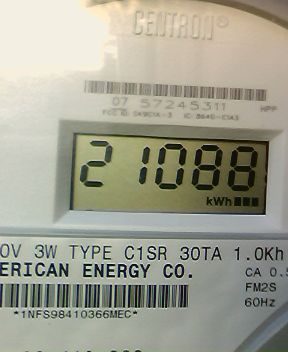 CENTRON®
07 57245311
HPP
21088
kWh
0V 3W TYPE C1SR 30TA 1.0Kh
ERICAN ENERGY CO.
CA 0.5
FM2S
60Hz
*1NFS98410366MEC*